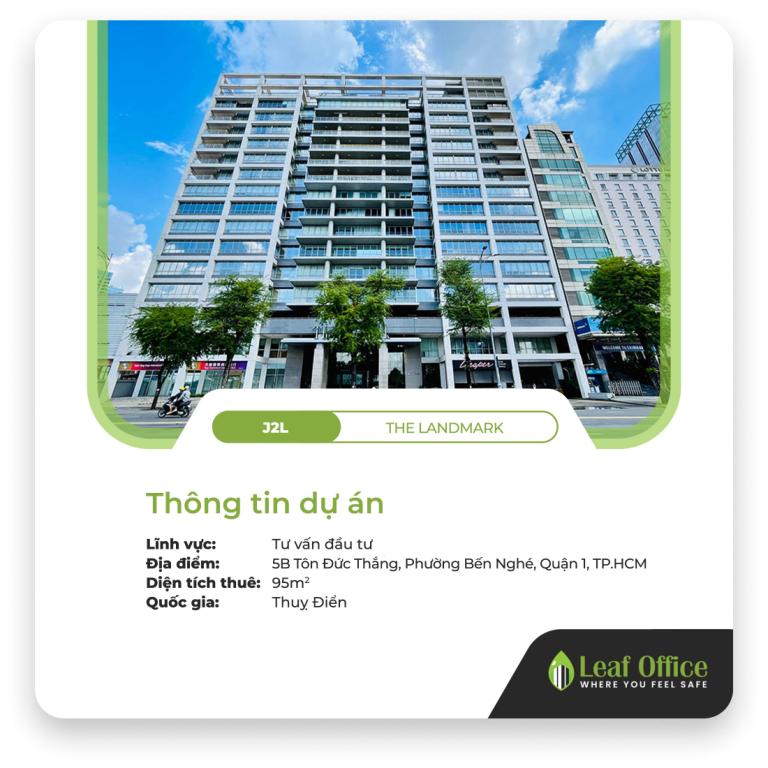 LOTTE
Draper
J2L
THE LANDMARK
Thông tin dự án
Lĩnh vực: Tư vấn đầu tư
Địa điểm: 5B Tôn Đức Thắng, Phường Bến Nghé, Quận 1, TP.HCM
Diện tích thuê: 95m²
Quốc gia: Thuỵ Điển
Leaf Office
WHERE YOU FEEL SAFE